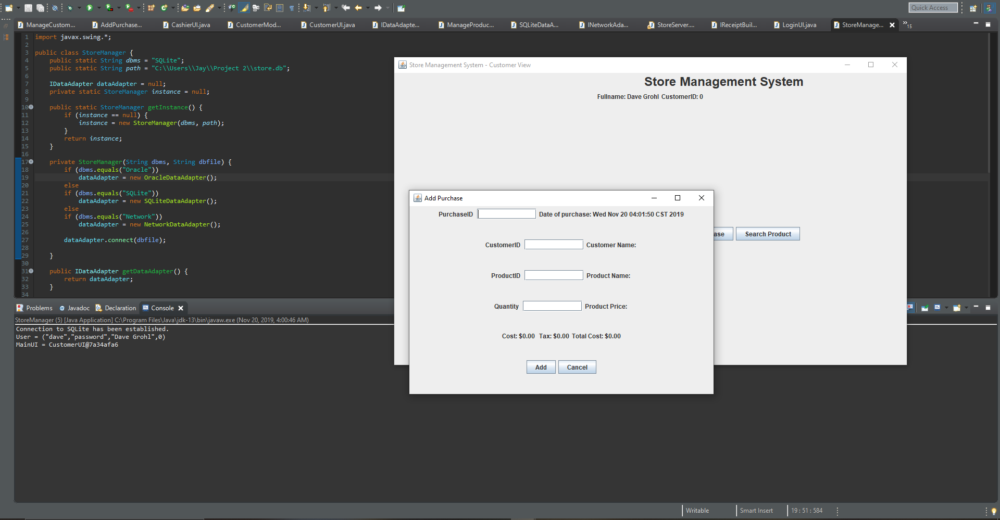 Quick Access
ManageCustom...
AddPurchase...
CashierUI.java
CustomerMod...
CustomerUI.java
IDataAdapte...
ManageProduc...
SQLiteDataA...
INetworkAda...
StoreServer....
IReceiptBuil...
LoginUI.java
StoreManage...
»15
1 import javax.swing.*;
2
3 public class StoreManager {
4 public static String dbms = "SQLite";
5 public static String path = "C:\\Users\\Jay\\Project 2\\store.db";
6
7 IDataAdapter dataAdapter = null;
8 private static StoreManager instance = null;
9
10 public static StoreManager getInstance() {
11 if (instance == null) {
12 instance = new StoreManager(dbms, path);
13 }
14 return instance;
15 }
16
17 private StoreManager(String dbms, String dbfile) {
18 if (dbms.equals("Oracle"))
19 dataAdapter = new OracleDataAdapter();
20 else
21 if (dbms.equals("SQLite"))
22 dataAdapter = new SQLiteDataAdapter();
23 else
24 if (dbms.equals("Network"))
25 dataAdapter = new NetworkDataAdapter();
26
27 dataAdapter.connect(dbfile);
28
29 }
30
31 public IDataAdapter getDataAdapter() {
32 return dataAdapter;
33 }
34
Store Management System - Customer View
Store Management System
Fullname: Dave Grohl CustomerID: 0
ase
Search Product
Add Purchase
PurchaseID
Date of purchase: Wed Nov 20 04:01:50 CST 2019
CustomerID
Customer Name:
ProductID
Product Name:
Quantity
Product Price:
Cost: $0.00 Tax: $0.00 Total Cost: $0.00
Add
Cancel
Problems
@ Javadoc
Declaration
Console
StoreManager (5) [Java Application] C:\Program Files\Java\jdk-13\bin\javaw.exe (Nov 20, 2019, 4:00:46 AM)
Connection to SQLite has been established.
User = ("dave","password","Dave Grohl",0)
MainUI = CustomerUI@7a34afa6
Writable
Smart Insert
19 : 51 : 584